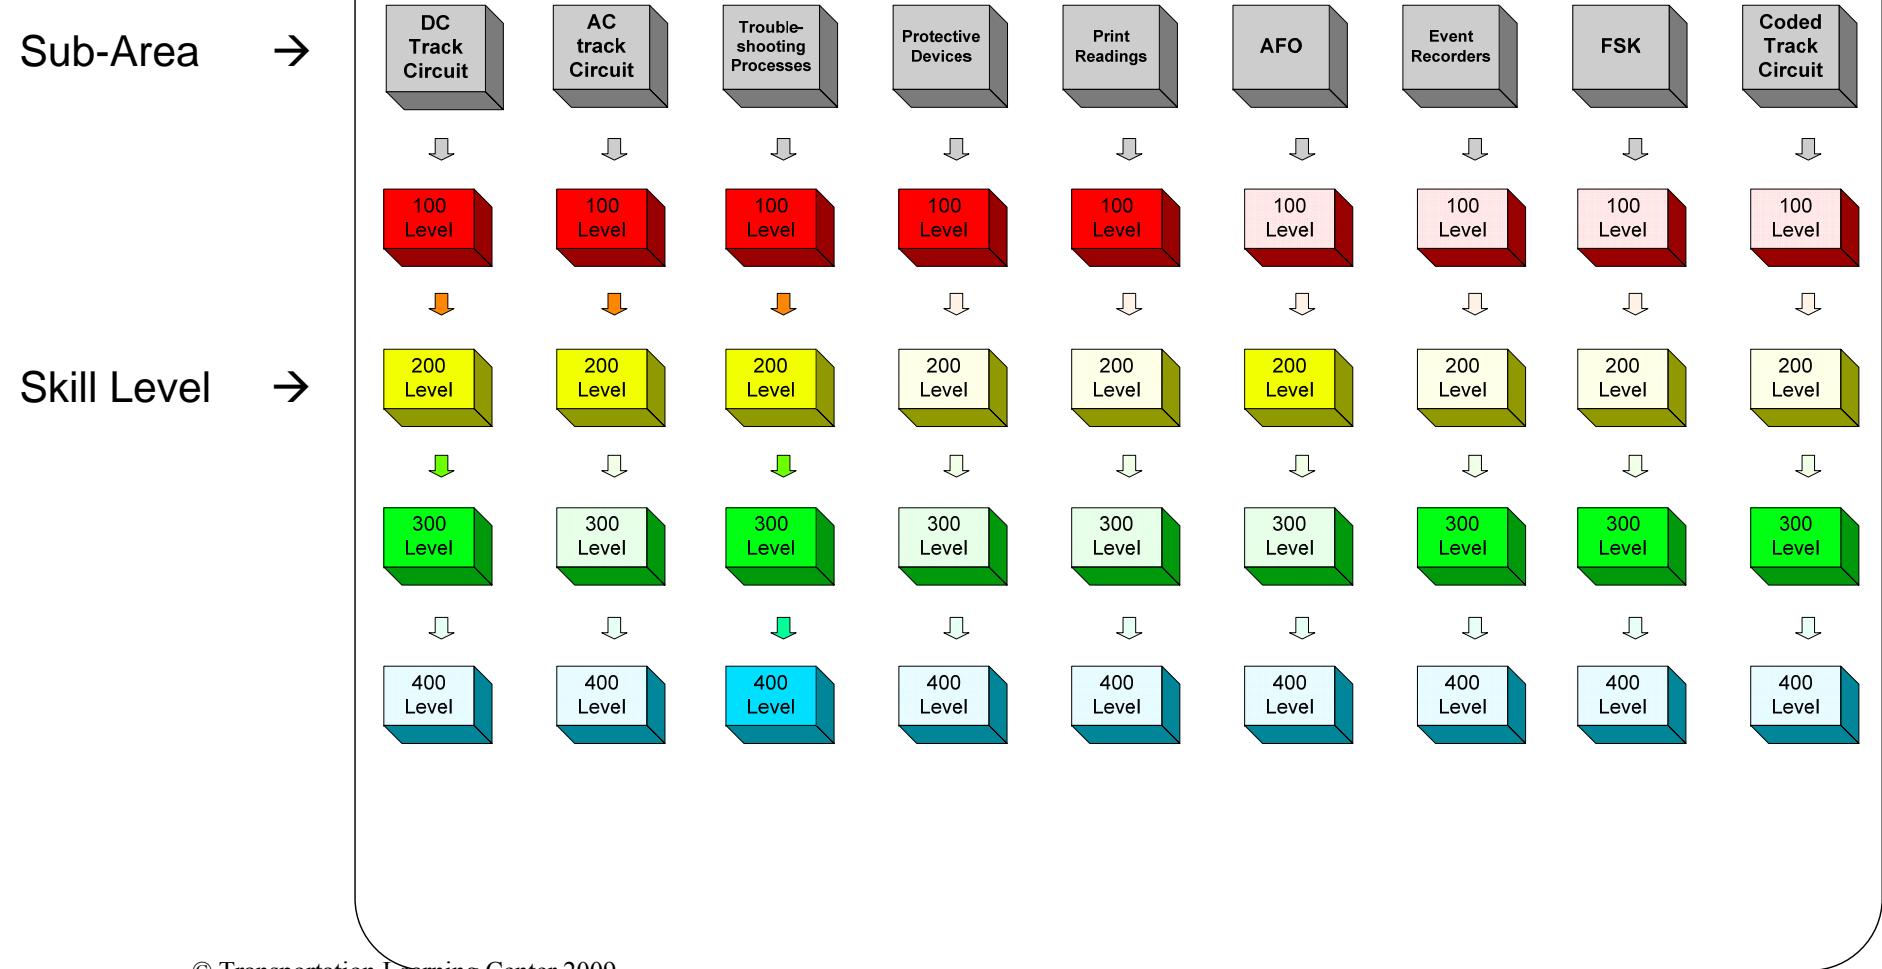 Sub-Area →
DC
Track
Circuit
AC
track
Circuit
Trouble-
shooting
Processes
Protective
Devices
Print
Readings
AFO
Event
Recorders
FSK
Coded
Track
Circuit
100
Level
100
Level
100
Level
100
Level
100
Level
100
Level
100
Level
100
Level
100
Level
Skill Level →
200
Level
200
Level
200
Level
200
Level
200
Level
200
Level
200
Level
200
Level
200
Level
300
Level
300
Level
300
Level
300
Level
300
Level
300
Level
300
Level
300
Level
300
Level
400
Level
400
Level
400
Level
400
Level
400
Level
400
Level
400
Level
400
Level
400
Level
© Transportation Learning Center 2009